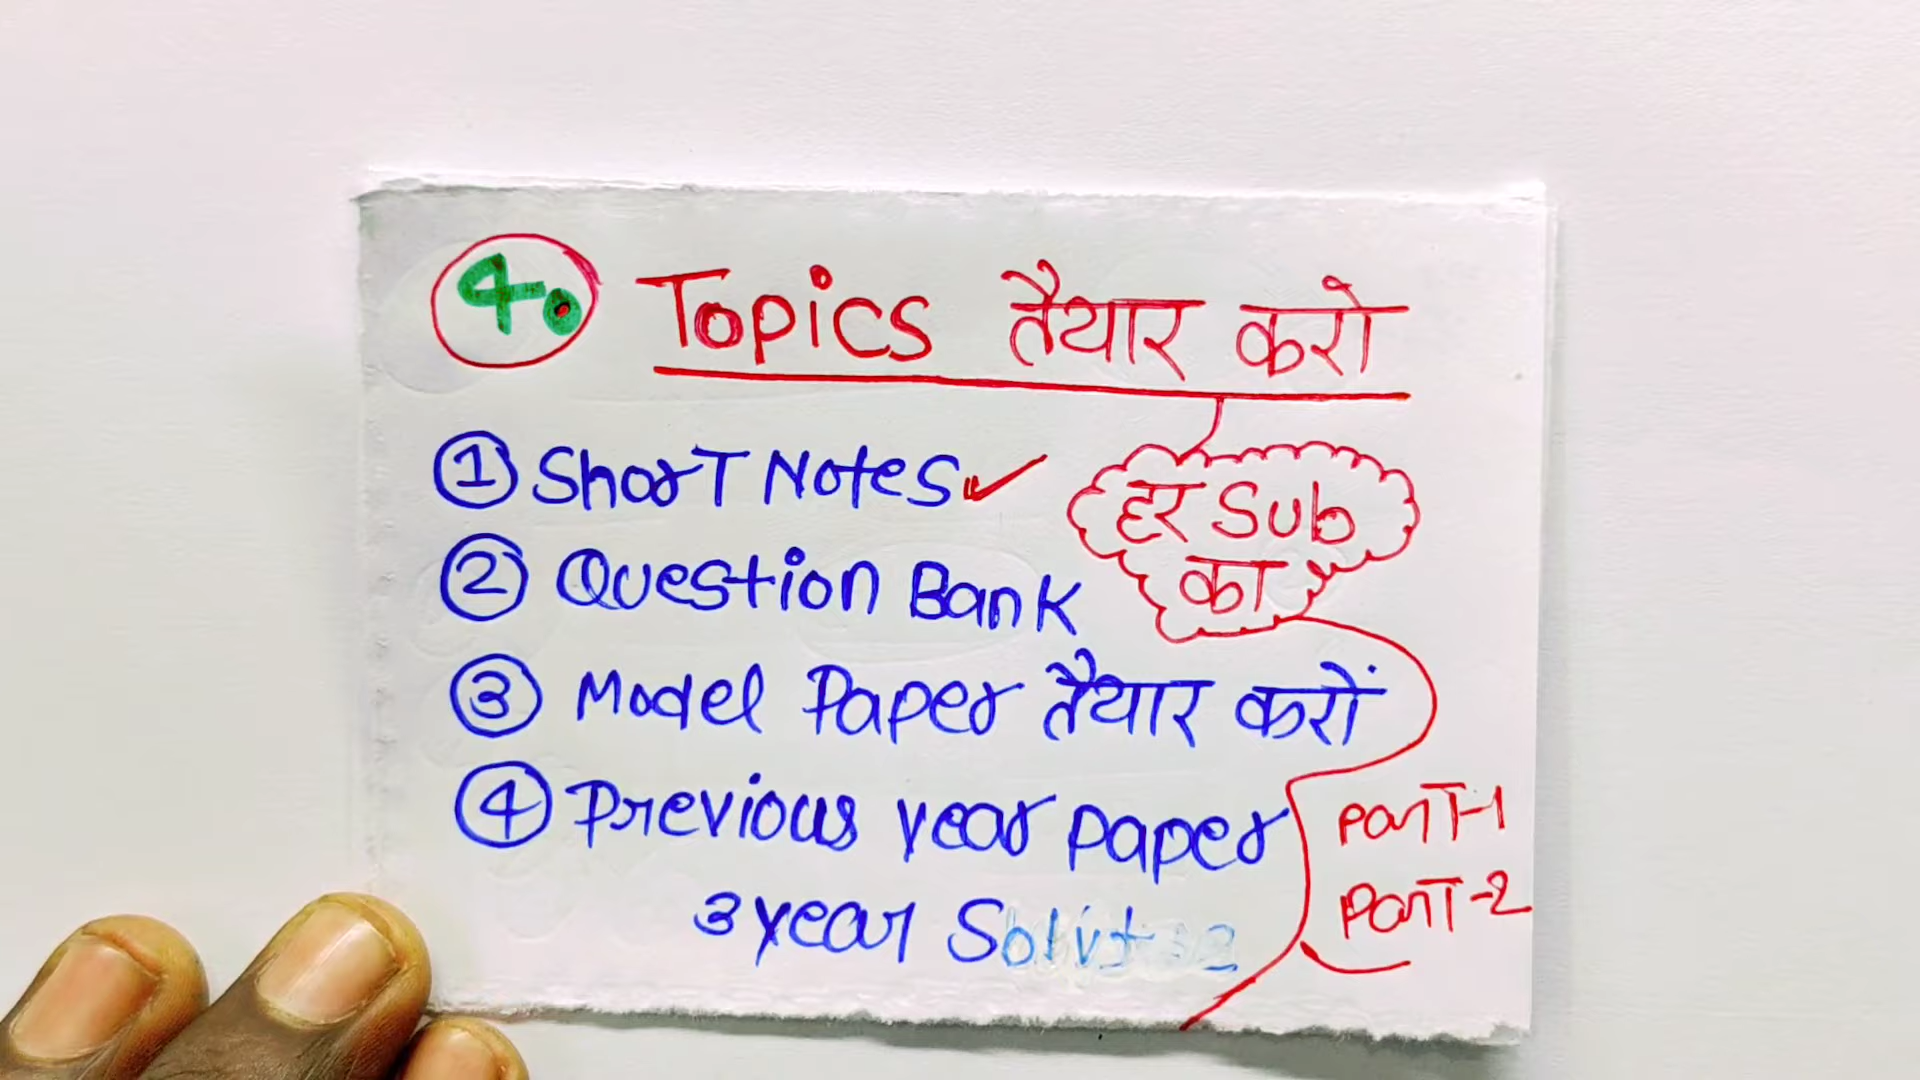 4. Topics तैयार करो
① Short Notes ✓
हर Sub
का
② Question Bank
③ Model Paper तैयार करों
④ Previous year paper
3 year
Part-1
Part-2